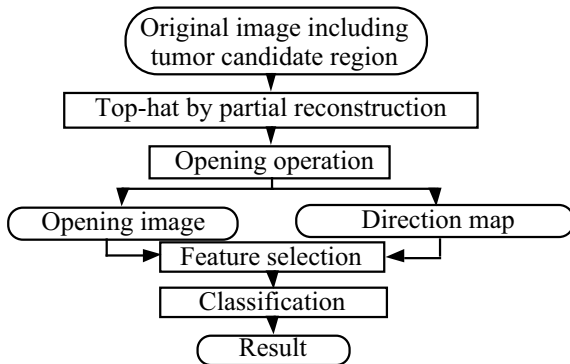 Original image including
tumor candidate region
Top-hat by partial reconstruction
Opening operation
Opening image
Direction map
Feature selection
Classification
Result